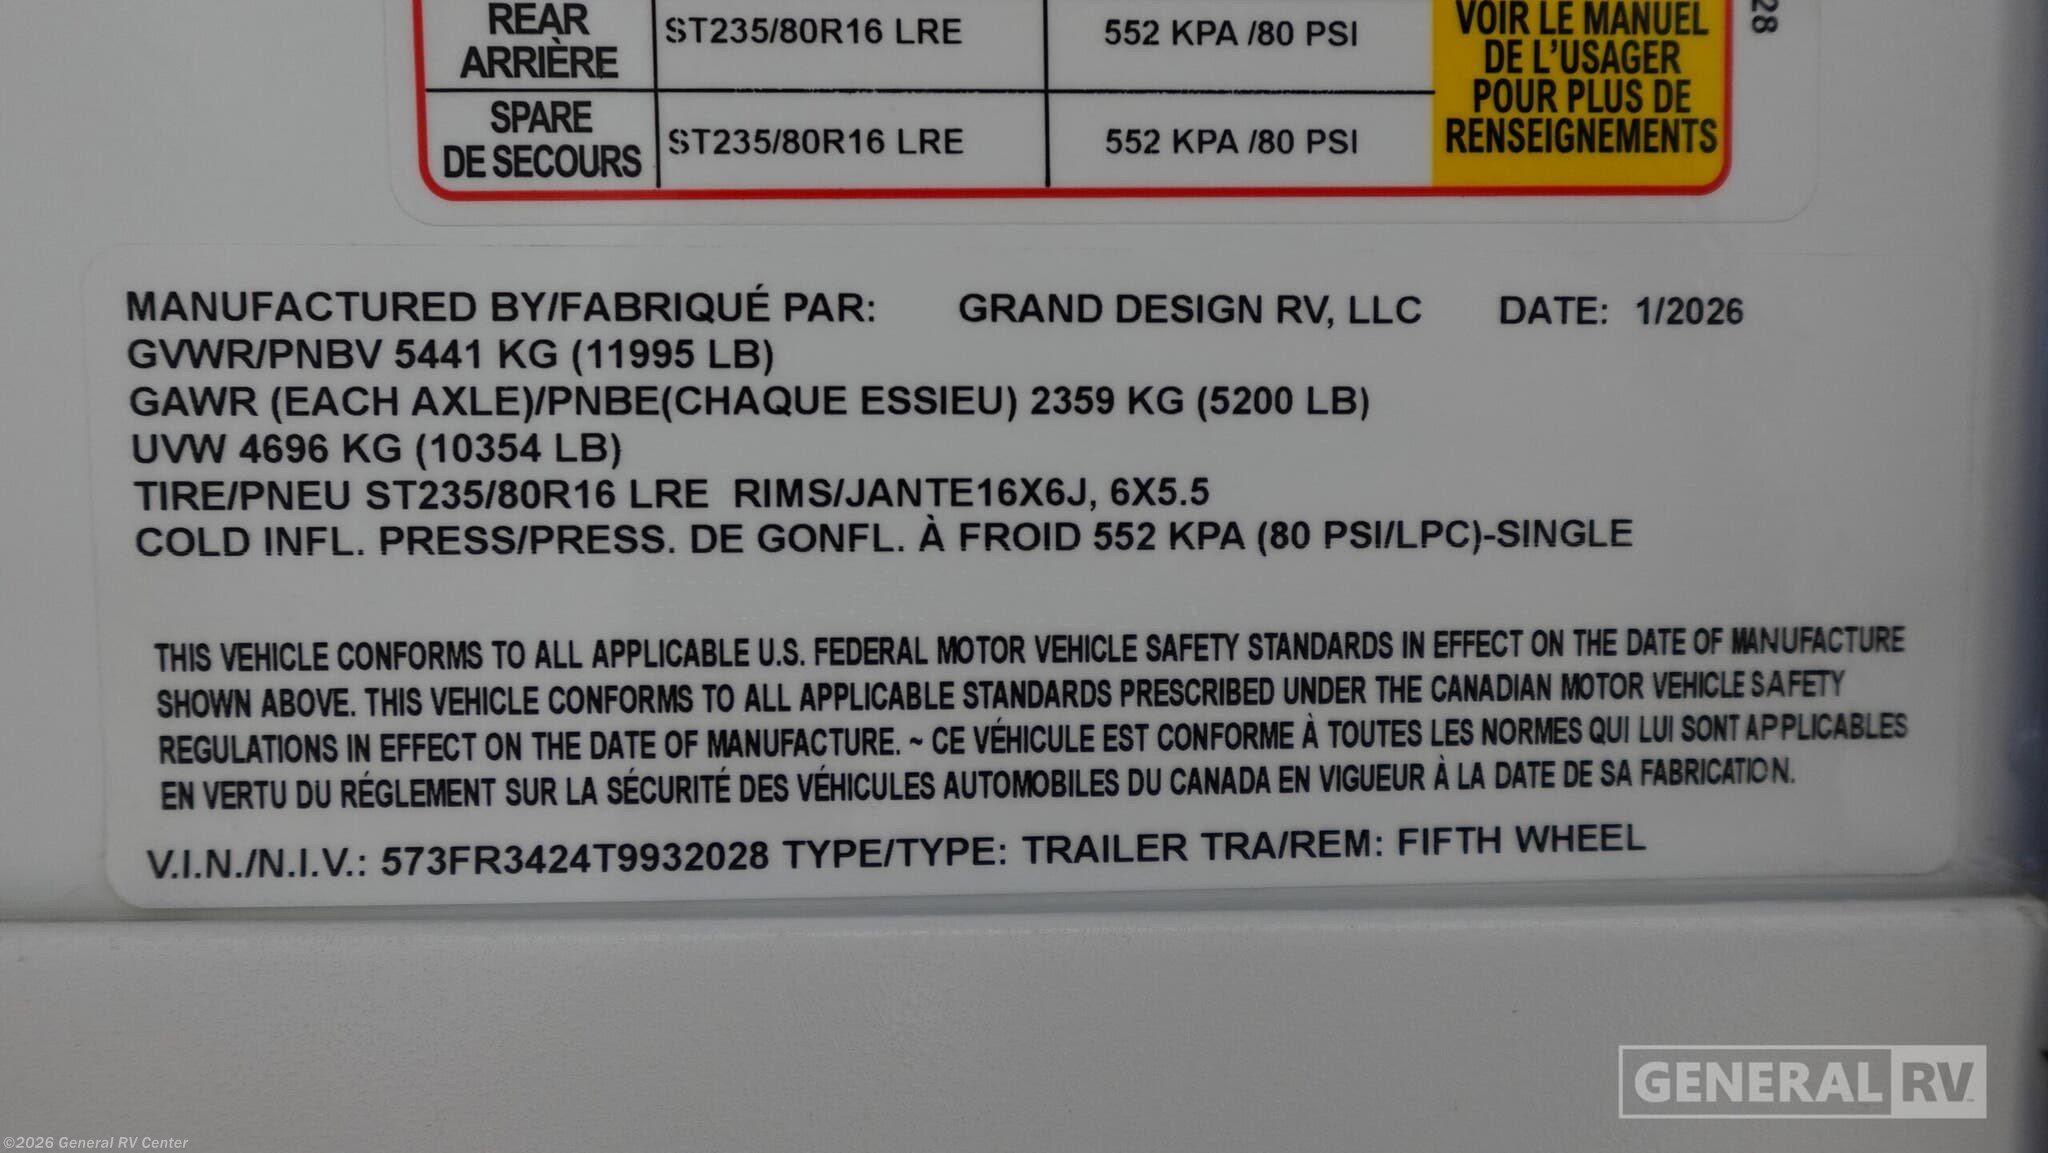 REAR
ARRIÈRE
ST235/80R16 LRE
552 KPA /80 PSI
SPARE
DE SECOURS
ST235/80R16 LRE
552 KPA /80 PSI
VOIR LE MANUEL
DE L'USAGER
POUR PLUS DE
RENSEIGNEMENTS
28
MANUFACTURED BY/FABRIQUÉ PAR: GRAND DESIGN RV, LLC DATE: 1/2026
GVWR/PNBV 5441 KG (11995 LB)
GAWR (EACH AXLE)/PNBE(CHAQUE ESSIEU) 2359 KG (5200 LB)
UVW 4696 KG (10354 LB)
TIRE/PNEU ST235/80R16 LRE RIMS/JANTE16X6J, 6X5.5
COLD INFL. PRESS/PRESS. DE GONFL. À FROID 552 KPA (80 PSI/LPC)-SINGLE
THIS VEHICLE CONFORMS TO ALL APPLICABLE U.S. FEDERAL MOTOR VEHICLE SAFETY STANDARDS IN EFFECT ON THE DATE OF MANUFACTURE
SHOWN ABOVE. THIS VEHICLE CONFORMS TO ALL APPLICABLE STANDARDS PRESCRIBED UNDER THE CANADIAN MOTOR VEHICLE SAFETY
REGULATIONS IN EFFECT ON THE DATE OF MANUFACTURE. ~ CE VÉHICULE EST CONFORME À TOUTES LES NORMES QUI LUI SONT APPLICABLES
EN VERTU DU RÉGLEMENT SUR LA SÉCURITÉ DES VÉHICULES AUTOMOBILES DU CANADA EN VIGUEUR À LA DATE DE SA FABRICATION.
V.I.N./N.I.V.: 573FR3424T9932028 TYPE/TYPE: TRAILER TRA/REM: FIFTH WHEEL
GENERAL RV
©2026 General RV Center